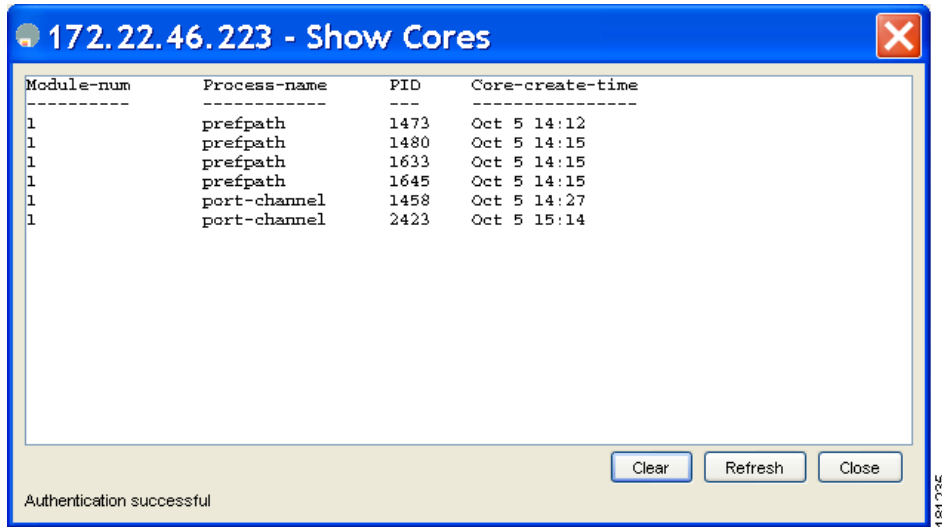 172.22.46.223 - Show Cores
Module-num Process-name PID Core-create-time
---------- ------------ --- ----------------
1 prefpath 1473 Oct 5 14:12
1 prefpath 1480 Oct 5 14:15
1 prefpath 1633 Oct 5 14:15
1 prefpath 1645 Oct 5 14:15
1 port-channel 1458 Oct 5 14:27
1 port-channel 2423 Oct 5 15:14
Clear Refresh Close
Authentication successful
181235